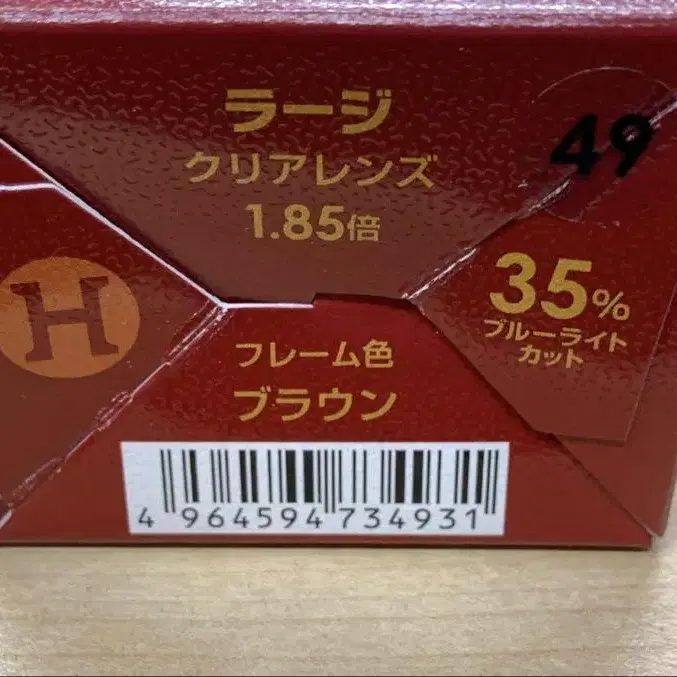 ラージ
クリアレンズ
1.85倍
49
35%
ブルーライト
カット
H
フレーム色
ブラウン
4 964594 734931